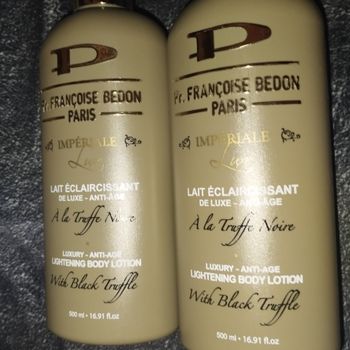 P
Pr. FRANÇOISE BEDON
PARIS
IMPÉRIALE
Luxe
LAIT ÉCLAIRCISSANT
DE LUXE - ANTI-ÂGE
À la Truffe Noire
LUXURY - ANTI-AGE
LIGHTENING BODY LOTION
With Black Truffle
500 ml • 16.91 fl.oz
P
Pr. FRANÇOISE BEDON
PARIS
IMPÉRIALE
Luxe
LAIT ÉCLAIRCISSANT
DE LUXE - ANTI-ÂGE
À la Truffe Noire
LUXURY - ANTI-AGE
LIGHTENING BODY LOTION
With Black Truffle
500 ml • 16.91 fl.oz